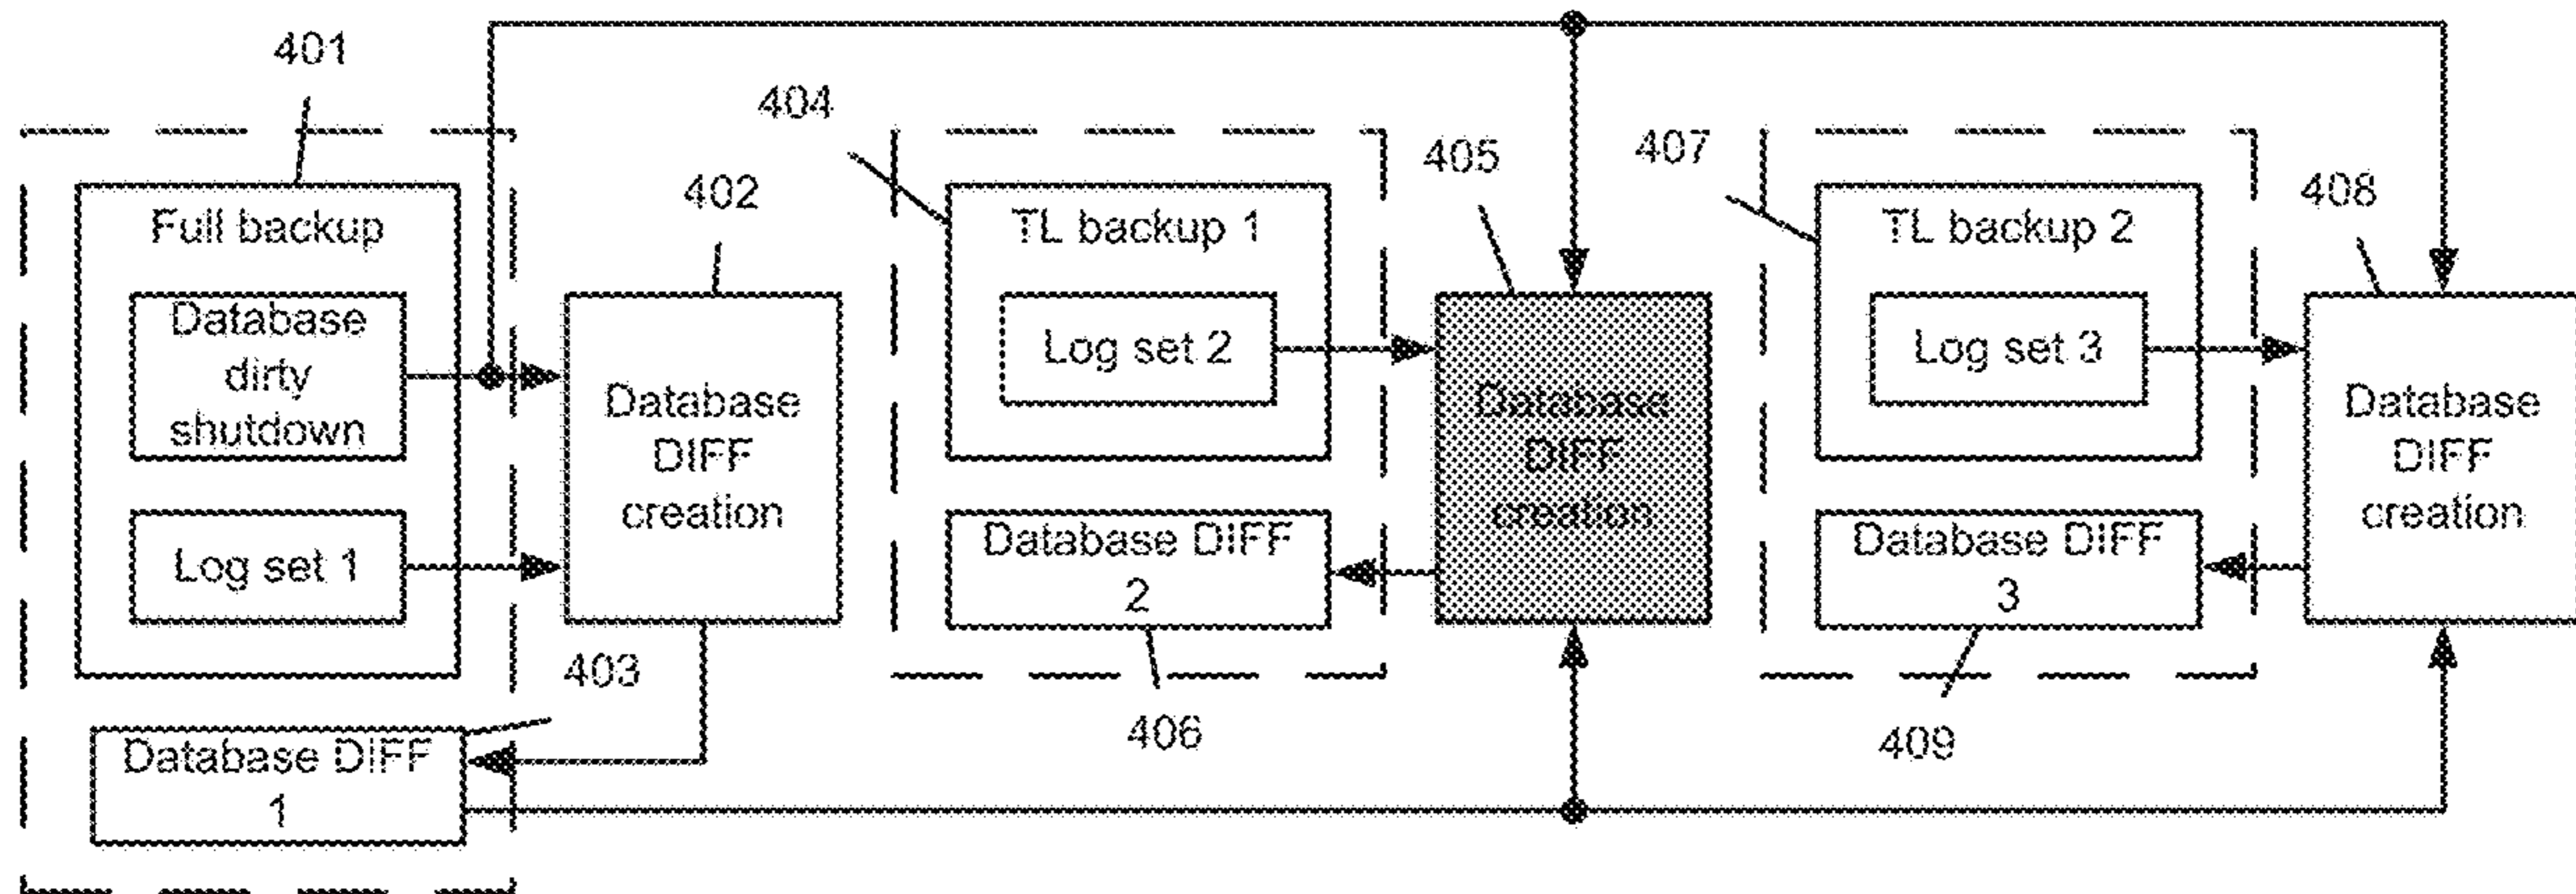 401
Full backup
Database
dirty
shutdown
Log set 1
Database DIFF
1
402
Database
DIFF
creation
403
404
TL backup 1
Log set 2
Database DIFF
2
406
405
Database
DIFF
creation
407
TL backup 2
Log set 3
Database DIFF
3
409
408
Database
DIFF
creation